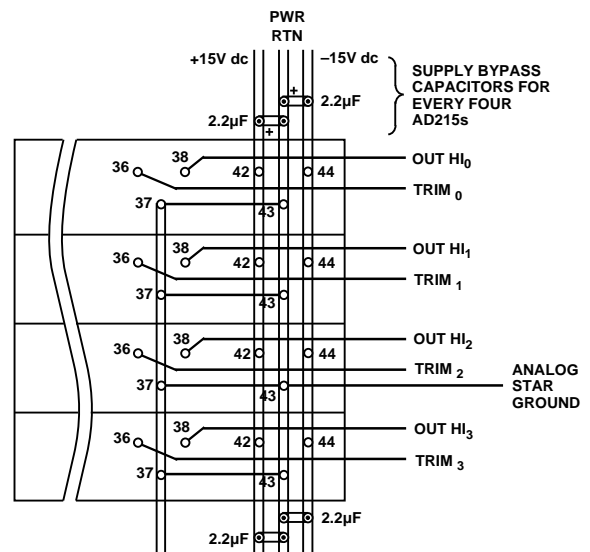 PWR
RTN
+15V dc
–15V dc
SUPPLY BYPASS
CAPACITORS FOR
EVERY FOUR
AD215s
+
2.2µF
2.2µF
+
36
38
42
44
OUT HI0
TRIM 0
37
43
36
38
42
44
OUT HI1
TRIM 1
37
43
36
38
42
44
OUT HI2
TRIM 2
37
43
ANALOG
STAR
GROUND
36
38
42
44
OUT HI3
TRIM 3
37
43
2.2µF
2.2µF